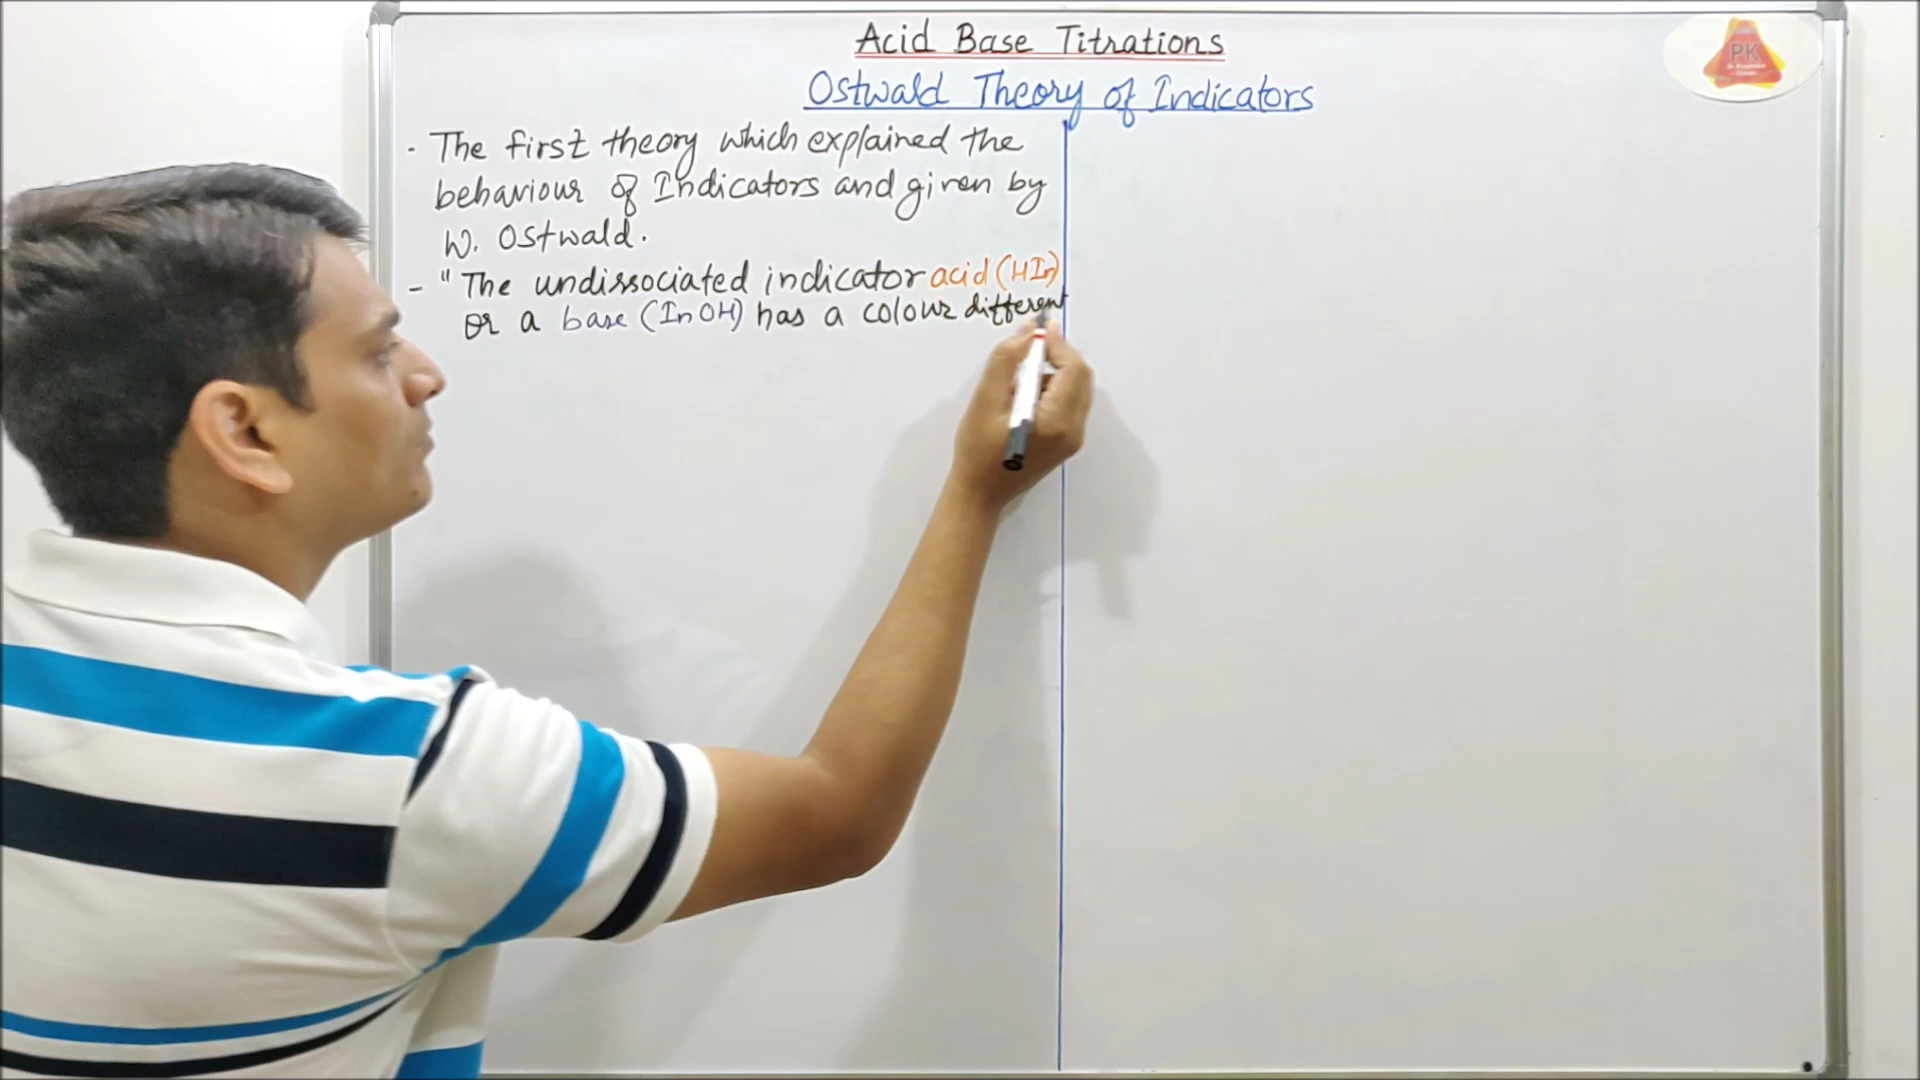 Acid Base Titrations
Ostwald Theory of Indicators
- The first theory which explained the
behaviour of Indicators and given by
W. Ostwald.
- "The undissociated indicator acid (HIn)
or a base (InOH) has a colour different
PK